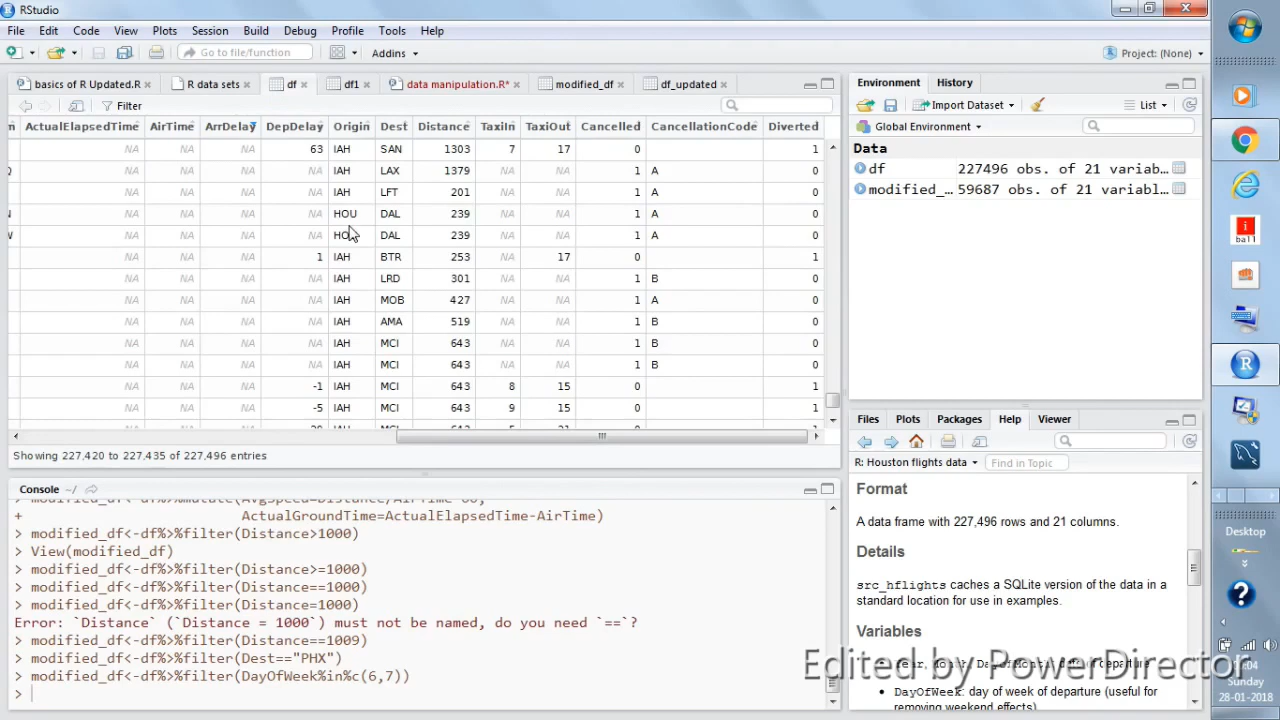 RStudio
File Edit Code View Plots Session Build Debug Profile Tools Help
Go to file/function Addins Project: (None)
basics of R Updated.R R data sets df df1 data manipulation.R* modified_df df_updated
Filter
ActualElapsedTime AirTime ArrDelay DepDelay Origin Dest Distance TaxiIn TaxiOut Cancelled CancellationCode Diverted
NA NA NA 63 IAH SAN 1303 7 17 0 1
Q NA NA NA NA IAH LAX 1379 NA NA 1 A 0
NA NA NA NA IAH LFT 201 NA NA 1 A 0
N NA NA NA NA HOU DAL 239 NA NA 1 A 0
W NA NA NA NA HOU DAL 239 NA NA 1 A 0
NA NA NA 1 IAH BTR 253 NA 17 0 1
NA NA NA NA IAH LRD 301 NA NA 1 B 0
NA NA NA NA IAH MOB 427 NA NA 1 A 0
NA NA NA NA IAH AMA 519 NA NA 1 B 0
NA NA NA NA IAH MCI 643 NA NA 1 B 0
NA NA NA NA IAH MCI 643 NA NA 1 B 0
NA NA NA -1 IAH MCI 643 8 15 0 1
NA NA NA -5 IAH MCI 643 9 15 0 1
Showing 227,420 to 227,435 of 227,496 entries
Console ~/
+ ActualGroundTime=ActualElapsedTime-AirTime)
> modified_df<-df%>%filter(Distance>1000)
> View(modified_df)
> modified_df<-df%>%filter(Distance>=1000)
> modified_df<-df%>%filter(Distance==1000)
> modified_df<-df%>%filter(Distance=1000)
Error: `Distance` (`Distance = 1000`) must not be named, do you need `==`?
> modified_df<-df%>%filter(Distance==1009)
> modified_df<-df%>%filter(Dest=="PHX")
> modified_df<-df%>%filter(DayOfWeek%in%c(6,7))
>
Environment History
Import Dataset List
Global Environment
Data
df 227496 obs. of 21 variab…
modified_… 59687 obs. of 21 variabl…
Files Plots Packages Help Viewer
R: Houston flights data Find in Topic
Format
A data frame with 227,496 rows and 21 columns.
Details
src_hflights caches a SQLite version of the data in a
standard location for use in examples.
Variables
DayOfWeek: day of week of departure (useful for
removing weekend effects)
Edited by PowerDirector
i
ball
Desktop
Sunday
28-01-2018